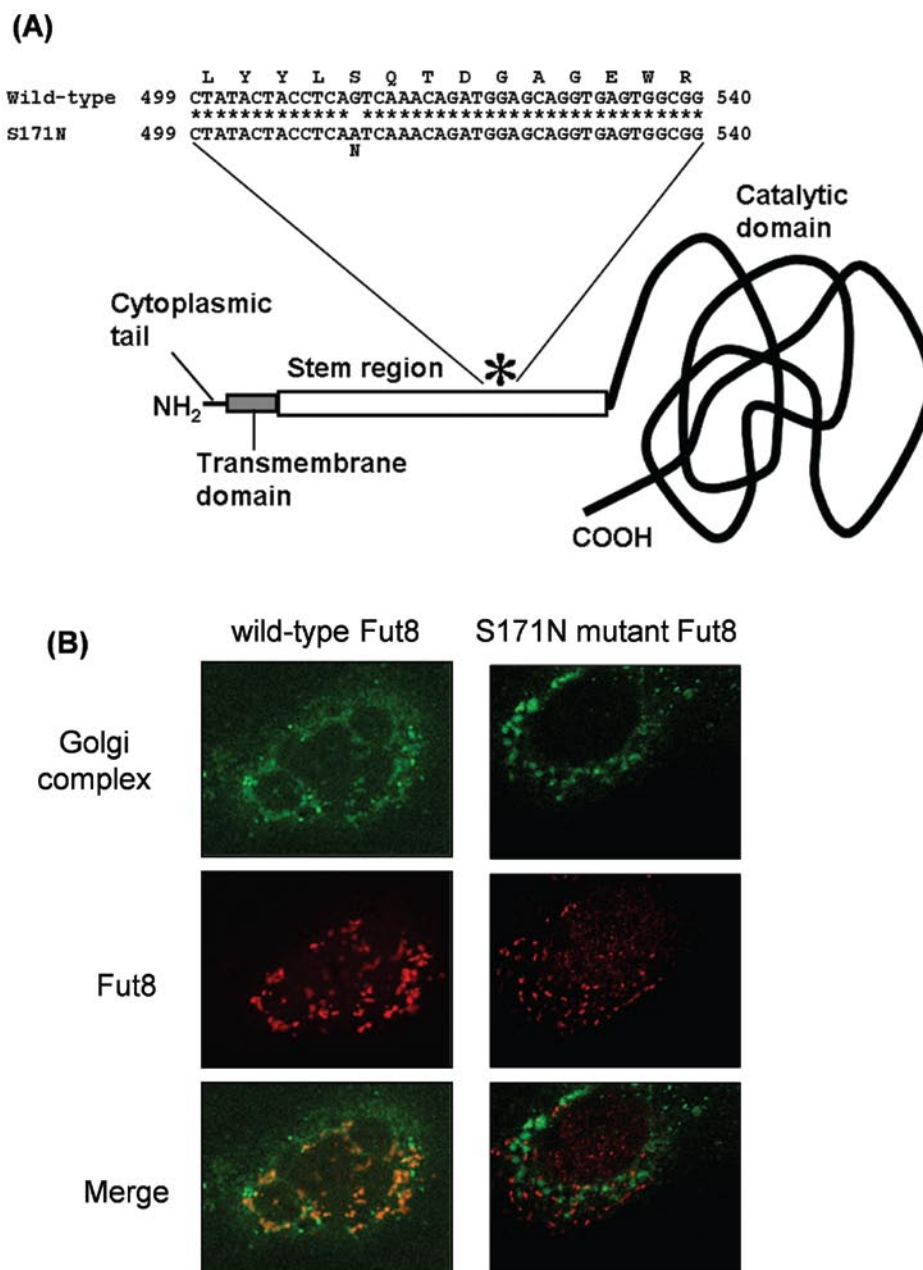 (A)
L Y Y L S Q T D G A G E W R
Wild-type 499 CTATACTACCTCAGTCAAACAGATGGAGCAGGTGAGTGGCGG 540
************* ****************************
S171N 499 CTATACTACCTCAATCAAACAGATGGAGCAGGTGAGTGGCGG 540
N
Catalytic
domain
Cytoplasmic
tail
Stem region
*
NH2
Transmembrane
domain
COOH
(B)
wild-type Fut8 S171N mutant Fut8
Golgi
complex
Fut8
Merge